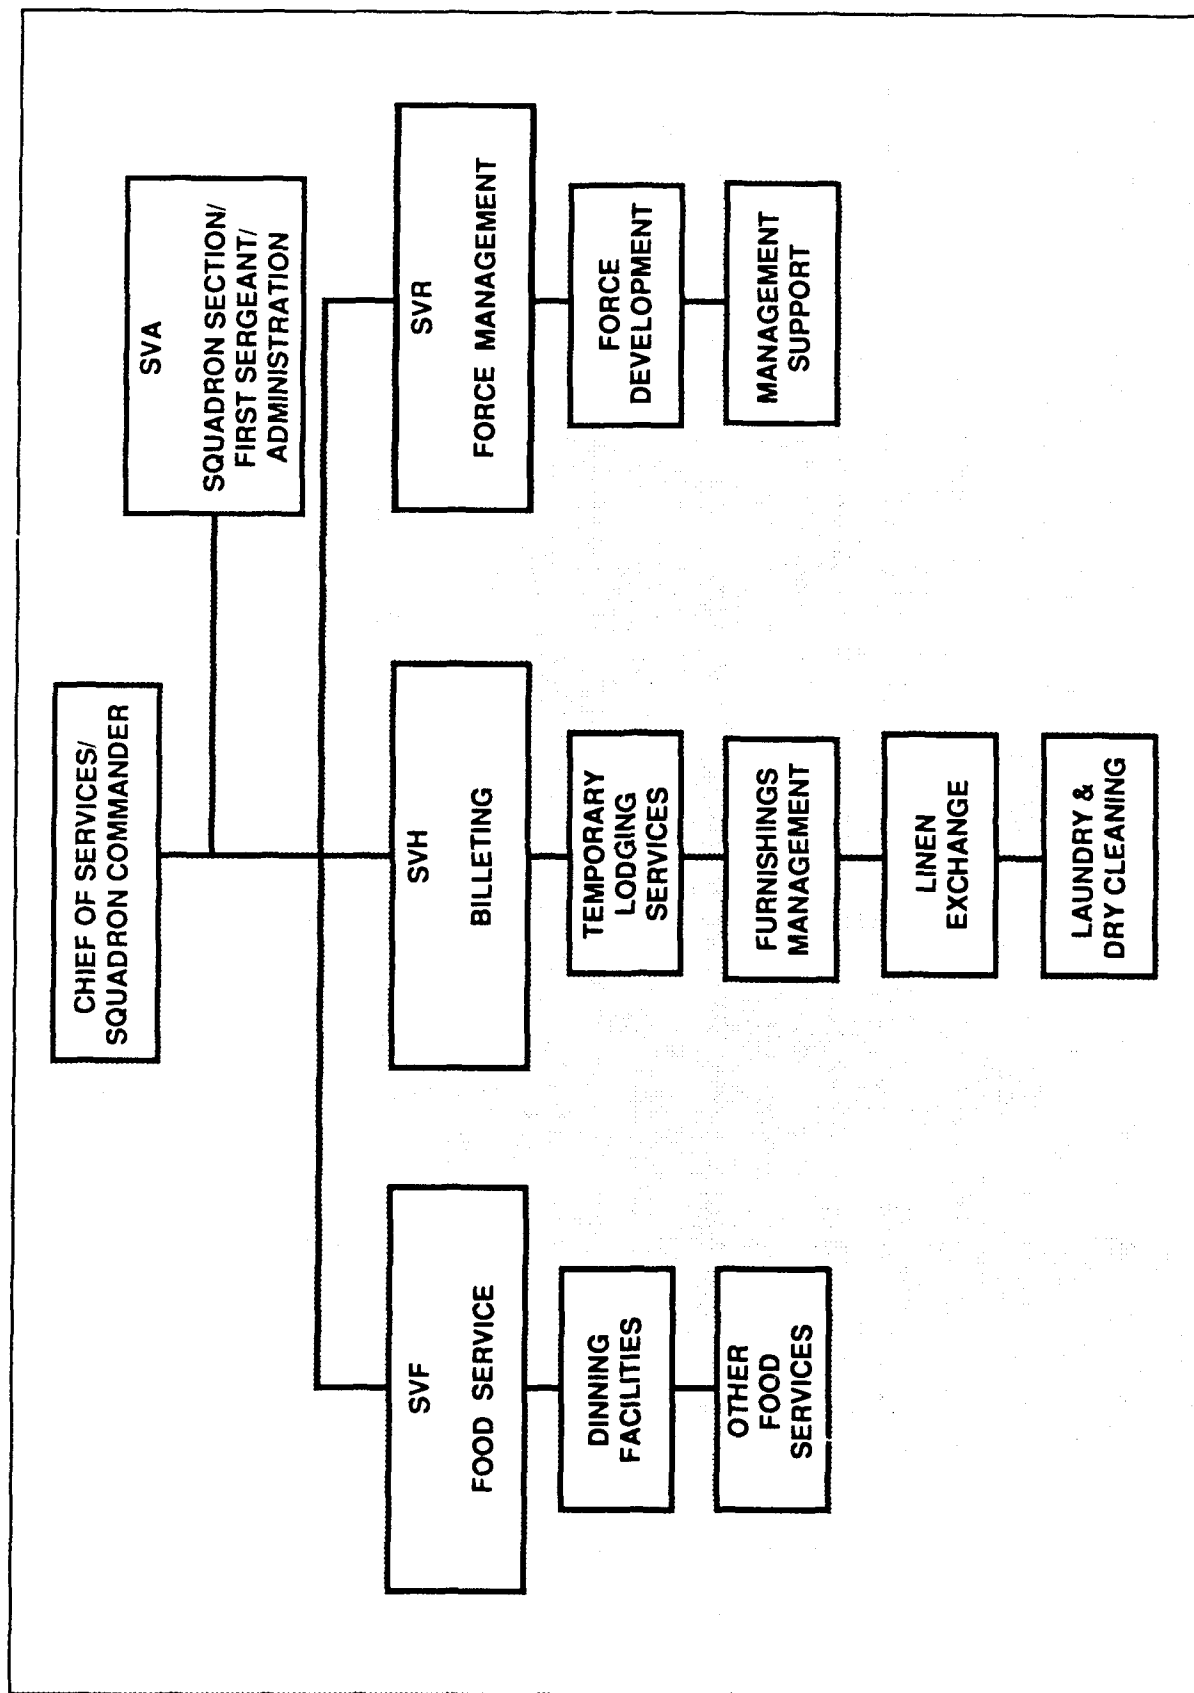 CHIEF OF SERVICES/
SQUADRON COMMANDER
SVA
SQUADRON SECTION/
FIRST SERGEANT/
ADMINISTRATION
SVF
FOOD SERVICE
DINNING
FACILITIES
OTHER
FOOD
SERVICES
SVH
BILLETING
TEMPORARY
LODGING
SERVICES
FURNISHINGS
MANAGEMENT
LINEN
EXCHANGE
LAUNDRY &
DRY CLEANING
SVR
FORCE MANAGEMENT
FORCE
DEVELOPMENT
MANAGEMENT
SUPPORT